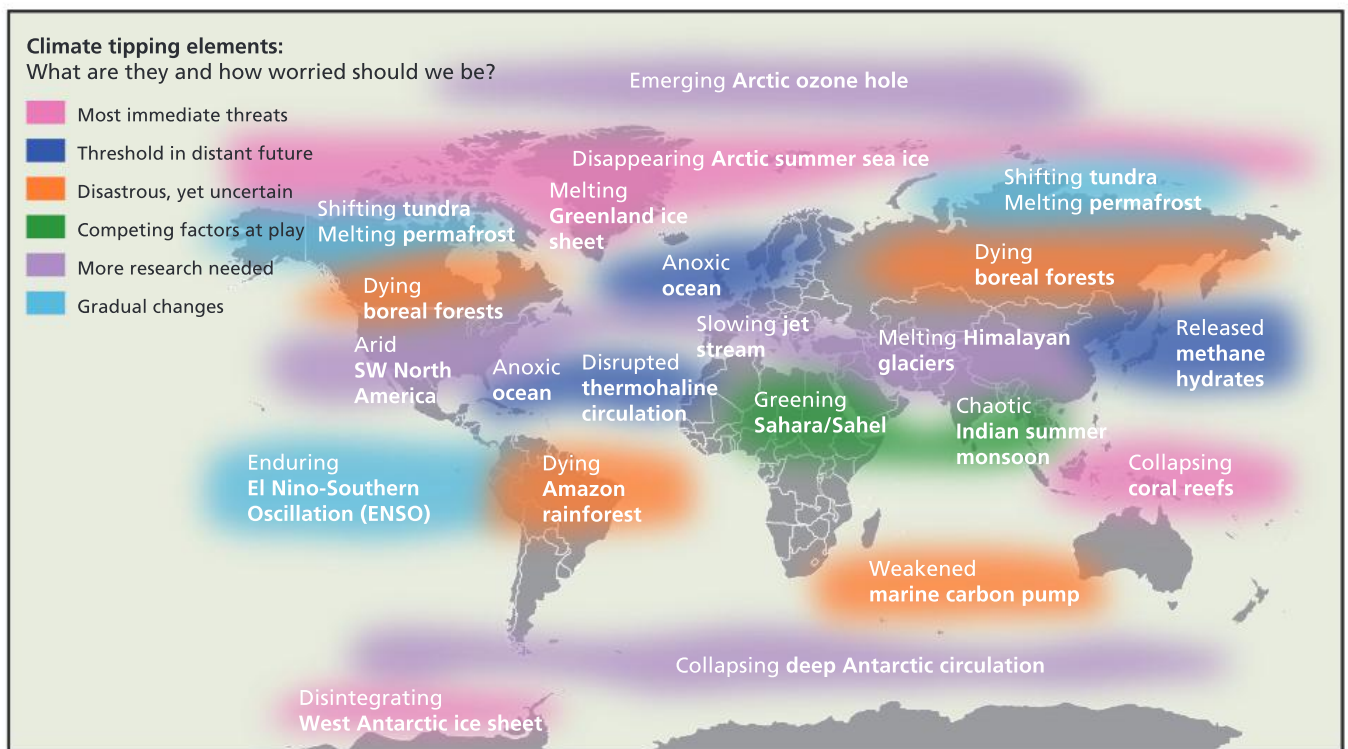 Climate tipping elements:
What are they and how worried should we be?
Most immediate threats
Threshold in distant future
Disastrous, yet uncertain
Competing factors at play
More research needed
Gradual changes
Emerging Arctic ozone hole
Disappearing Arctic summer sea ice
Melting
Greenland ice
sheet
Shifting tundra
Melting permafrost
Shifting tundra
Melting permafrost
Anoxic
ocean
Dying
boreal forests
Dying
boreal forests
Arid
SW North
America
Slowing jet
stream
Melting Himalayan
glaciers
Released
methane
hydrates
Anoxic
ocean
Disrupted
thermohaline
circulation
Greening
Sahara/Sahel
Chaotic
Indian summer
monsoon
Enduring
El Nino-Southern
Oscillation (ENSO)
Dying
Amazon
rainforest
Collapsing
coral reefs
Weakened
marine carbon pump
Collapsing deep Antarctic circulation
Disintegrating
West Antarctic ice sheet